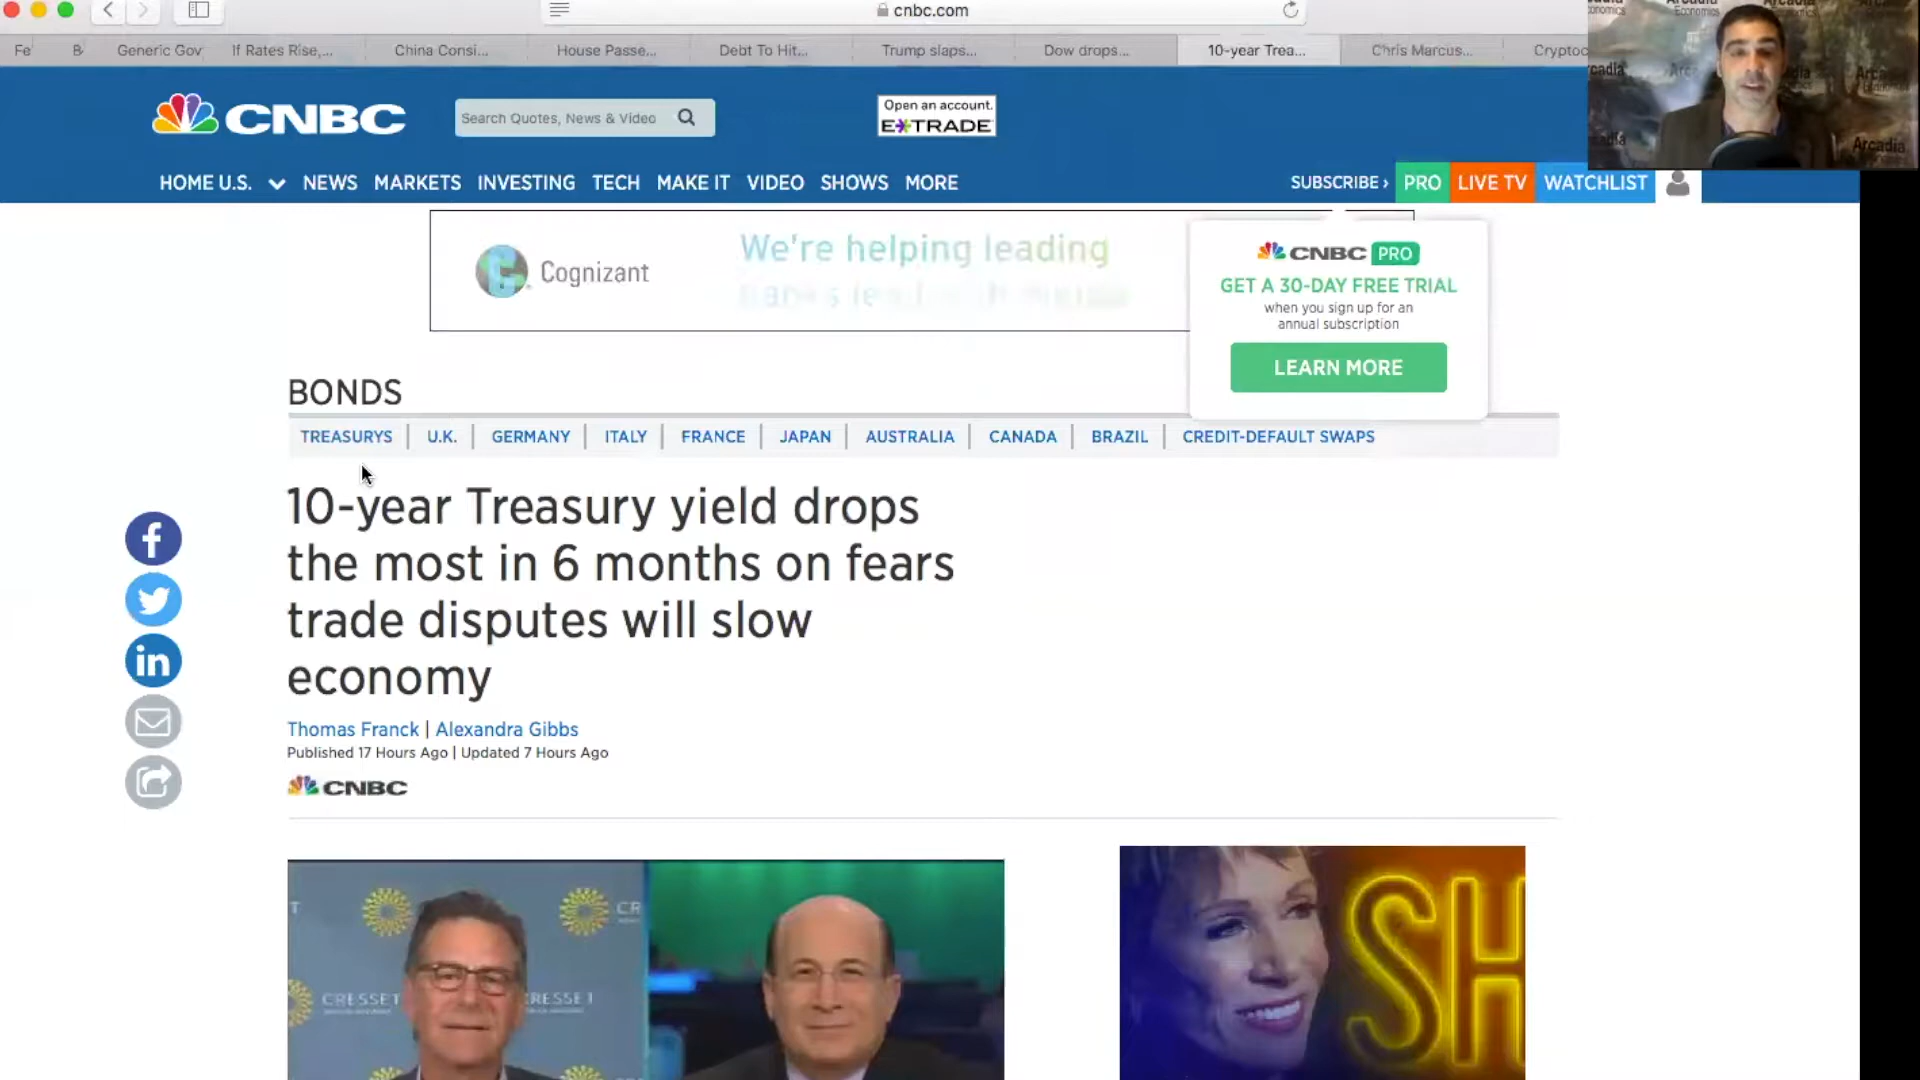 cnbc.com
Fe
B
Generic Gov
If Rates Rise,...
China Consi...
House Passe...
Debt To Hit...
Trump slaps...
Dow drops...
10-year Trea...
Chris Marcus...
Cryptoc
CNBC
Search Quotes, News & Video
Open an account.
E*TRADE
HOME U.S. NEWS MARKETS INVESTING TECH MAKE IT VIDEO SHOWS MORE
SUBSCRIBE › PRO LIVE TV WATCHLIST
Cognizant
We're helping leading
CNBC PRO
GET A 30-DAY FREE TRIAL
when you sign up for an
annual subscription
LEARN MORE
BONDS
TREASURYS | U.K. | GERMANY | ITALY | FRANCE | JAPAN | AUSTRALIA | CANADA | BRAZIL | CREDIT-DEFAULT SWAPS
10-year Treasury yield drops
the most in 6 months on fears
trade disputes will slow
economy
Thomas Franck | Alexandra Gibbs
Published 17 Hours Ago | Updated 7 Hours Ago
CNBC
CRESSET
SH
Arcadia
Economics